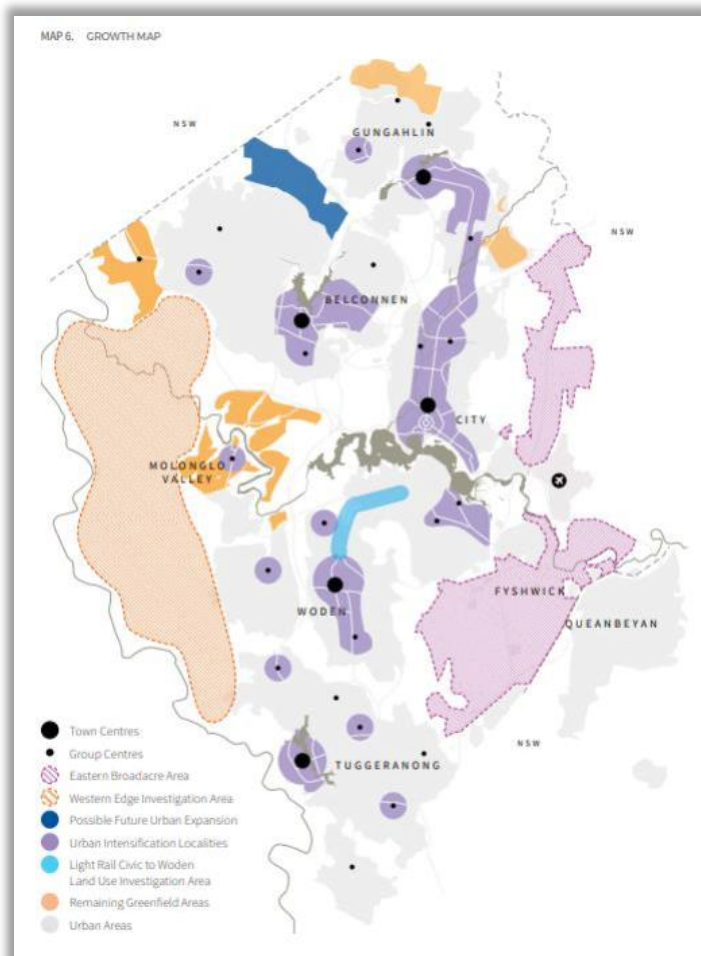 MAP 6. GROWTH MAP
NSW
GUNGAHLIN
NSW
BELCONNEN
CITY
MOLONGLO
VALLEY
FYSHWICK
WODEN
QUEANBEYAN
NSW
TUGGERANONG
Town Centres
Group Centres
Eastern Broadacre Area
Western Edge Investigation Area
Possible Future Urban Expansion
Urban Intensification Localities
Light Rail Civic to Woden
Land Use Investigation Area
Remaining Greenfield Areas
Urban Areas